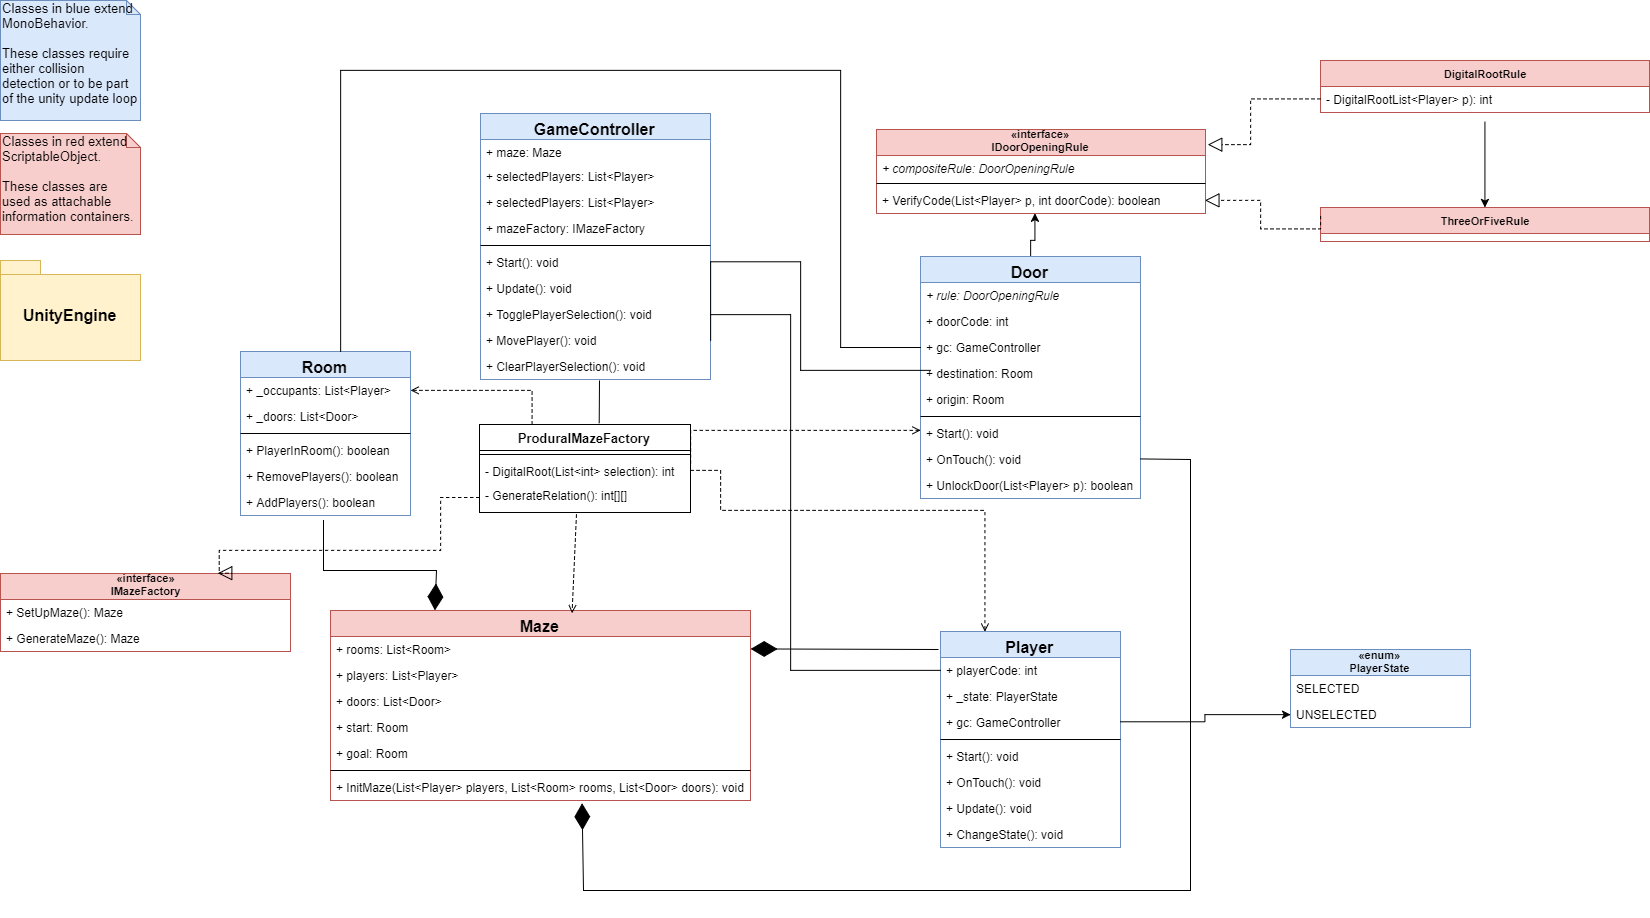 Classes in blue extend
MonoBehavior.
These classes require
either collision
detection or to be part
of the unity update loop
Classes in red extend
ScriptableObject.
These classes are
used as attachable
information containers.
UnityEngine
GameController
+ maze: Maze
+ selectedPlayers: List<Player>
+ selectedPlayers: List<Player>
+ mazeFactory: IMazeFactory
+ Start(): void
+ Update(): void
+ TogglePlayerSelection(): void
+ MovePlayer(): void
+ ClearPlayerSelection(): void
«interface»
IDoorOpeningRule
+ compositeRule: DoorOpeningRule
+ VerifyCode(List<Player> p, int doorCode): boolean
DigitalRootRule
- DigitalRootList<Player> p): int
ThreeOrFiveRule
Door
+ rule: DoorOpeningRule
+ doorCode: int
+ gc: GameController
+ destination: Room
+ origin: Room
+ Start(): void
+ OnTouch(): void
+ UnlockDoor(List<Player> p): boolean
Room
+ _occupants: List<Player>
+ _doors: List<Door>
+ PlayerInRoom(): boolean
+ RemovePlayers(): boolean
+ AddPlayers(): boolean
ProduralMazeFactory
- DigitalRoot(List<int> selection): int
- GenerateRelation(): int[][]
«interface»
IMazeFactory
+ SetUpMaze(): Maze
+ GenerateMaze(): Maze
Maze
+ rooms: List<Room>
+ players: List<Player>
+ doors: List<Door>
+ start: Room
+ goal: Room
+ InitMaze(List<Player> players, List<Room> rooms, List<Door> doors): void
Player
+ playerCode: int
+ _state: PlayerState
+ gc: GameController
+ Start(): void
+ OnTouch(): void
+ Update(): void
+ ChangeState(): void
«enum»
PlayerState
SELECTED
UNSELECTED